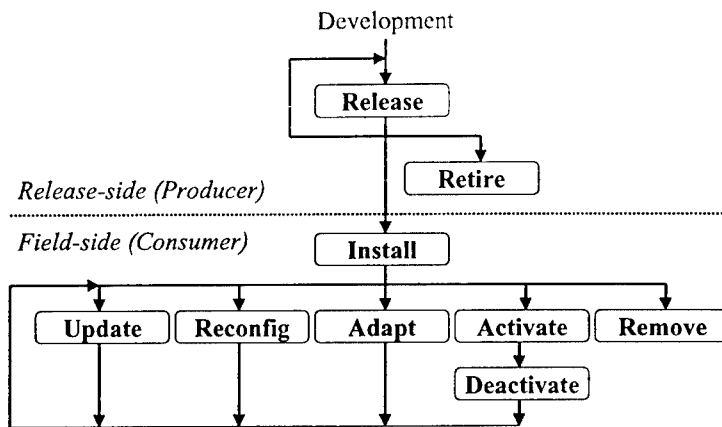 Development
Release
Retire
Release-side (Producer)
Field-side (Consumer)
Install
Update Reconfig Adapt Activate Remove
Deactivate